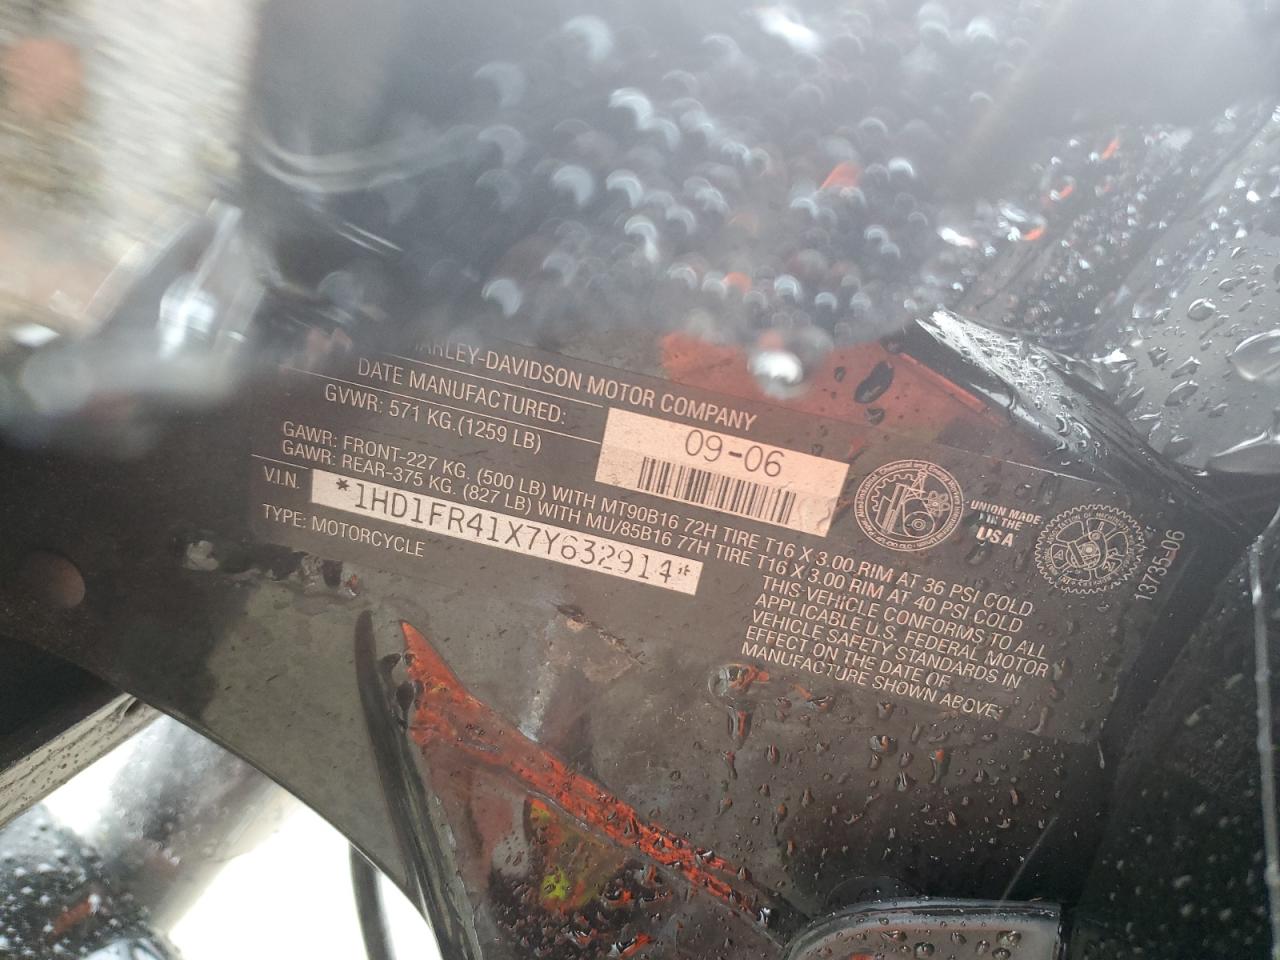 HARLEY-DAVIDSON MOTOR COMPANY
DATE MANUFACTURED:
09-06
GVWR: 571 KG.(1259 LB)
GAWR: FRONT-227 KG. (500 LB) WITH MT90B16 72H TIRE T16 X 3.00 RIM AT 36 PSI COLD
GAWR: REAR-375 KG. (827 LB) WITH MU/85B16 77H TIRE T16 X 3.00 RIM AT 40 PSI COLD
V.I.N. *1HD1FR41X7Y632914*
TYPE: MOTORCYCLE
THIS VEHICLE CONFORMS TO ALL
APPLICABLE U.S. FEDERAL MOTOR
VEHICLE SAFETY STANDARDS IN
EFFECT ON THE DATE OF
MANUFACTURE SHOWN ABOVE:
UNION MADE
IN THE
USA
13735-06